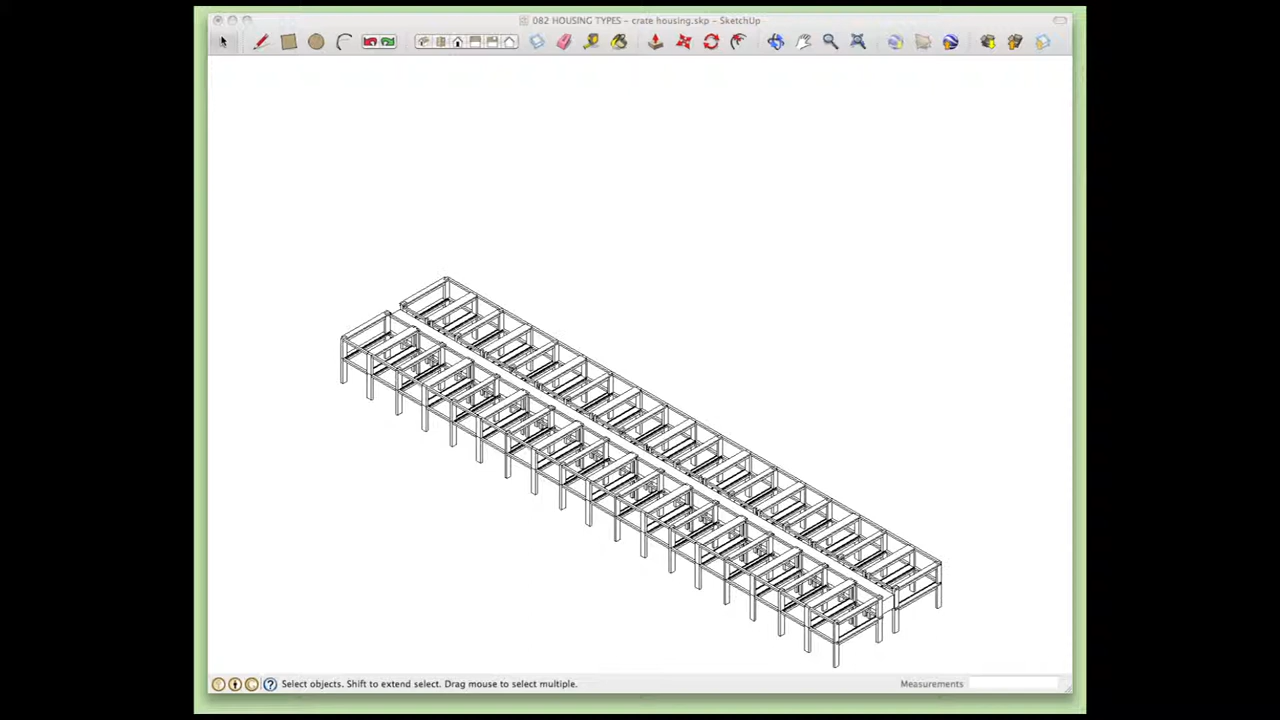 082 HOUSING TYPES – crate housing.skp – SketchUp
Select objects. Shift to extend select. Drag mouse to select multiple.
Measurements